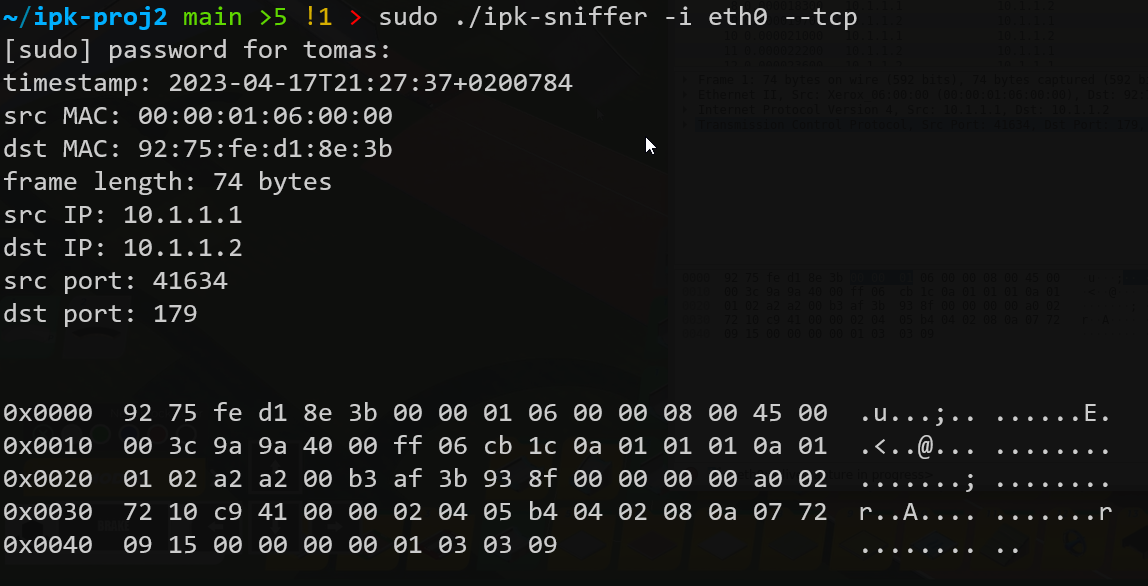 ~/ipk-proj2 main >5 !1 > sudo ./ipk-sniffer -i eth0 --tcp
[sudo] password for tomas:
timestamp: 2023-04-17T21:27:37+0200784
src MAC: 00:00:01:06:00:00
dst MAC: 92:75:fe:d1:8e:3b
frame length: 74 bytes
src IP: 10.1.1.1
dst IP: 10.1.1.2
src port: 41634
dst port: 179
0x0000  92 75 fe d1 8e 3b 00 00 01 06 00 00 08 00 45 00  .u...;.. ......E.
0x0010  00 3c 9a 9a 40 00 ff 06 cb 1c 0a 01 01 01 0a 01  .<..@... ........
0x0020  01 02 a2 a2 00 b3 af 3b 93 8f 00 00 00 00 a0 02  .......; ........
0x0030  72 10 c9 41 00 00 02 04 05 b4 04 02 08 0a 07 72  r..A.... .......r
0x0040  09 15 00 00 00 00 01 03 03 09                    ........ ..